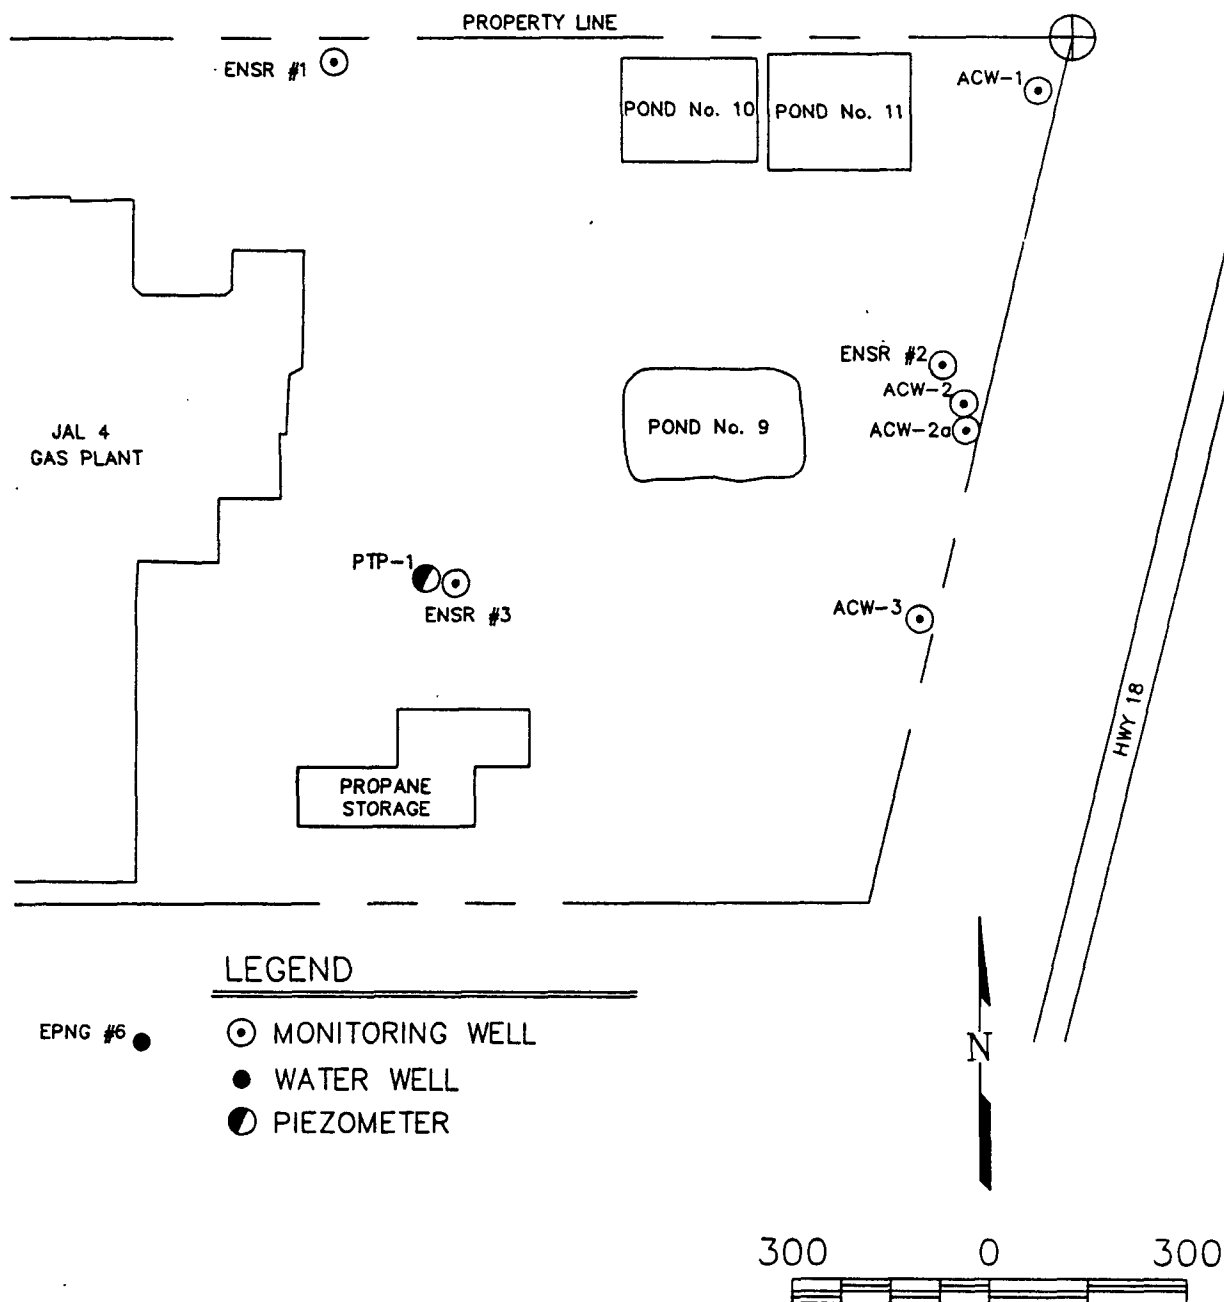 PROPERTY LINE
ENSR #1
ACW-1
POND No. 10
POND No. 11
ENSR #2
ACW-2
ACW-2a
JAL 4
GAS PLANT
POND No. 9
PTP-1
ENSR #3
ACW-3
HWY 18
PROPANE
STORAGE
LEGEND
EPNG #6
MONITORING WELL
WATER WELL
PIEZOMETER
N
300 0 300